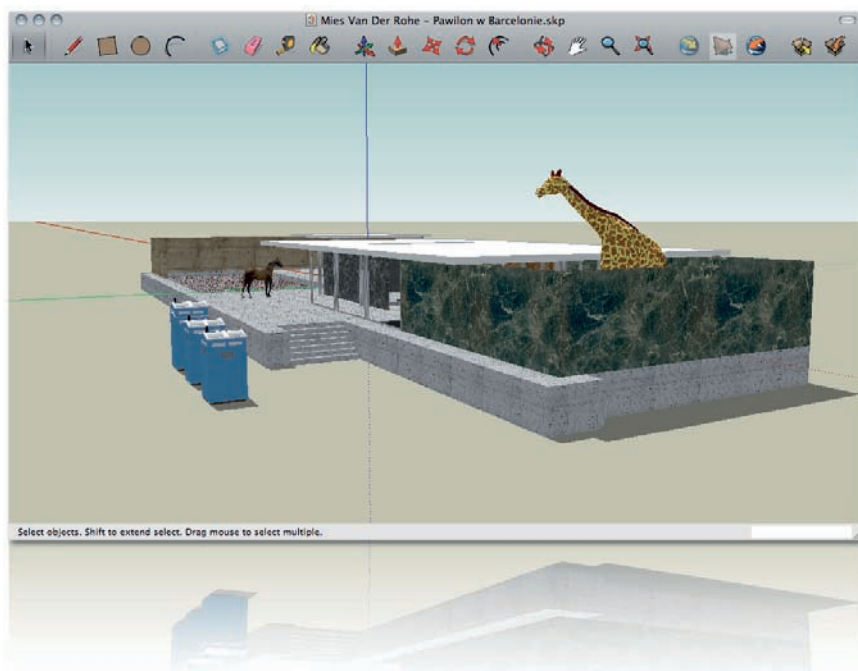 Mies Van Der Rohe – Pawilon w Barcelonie.skp
Select objects. Shift to extend select. Drag mouse to select multiple.